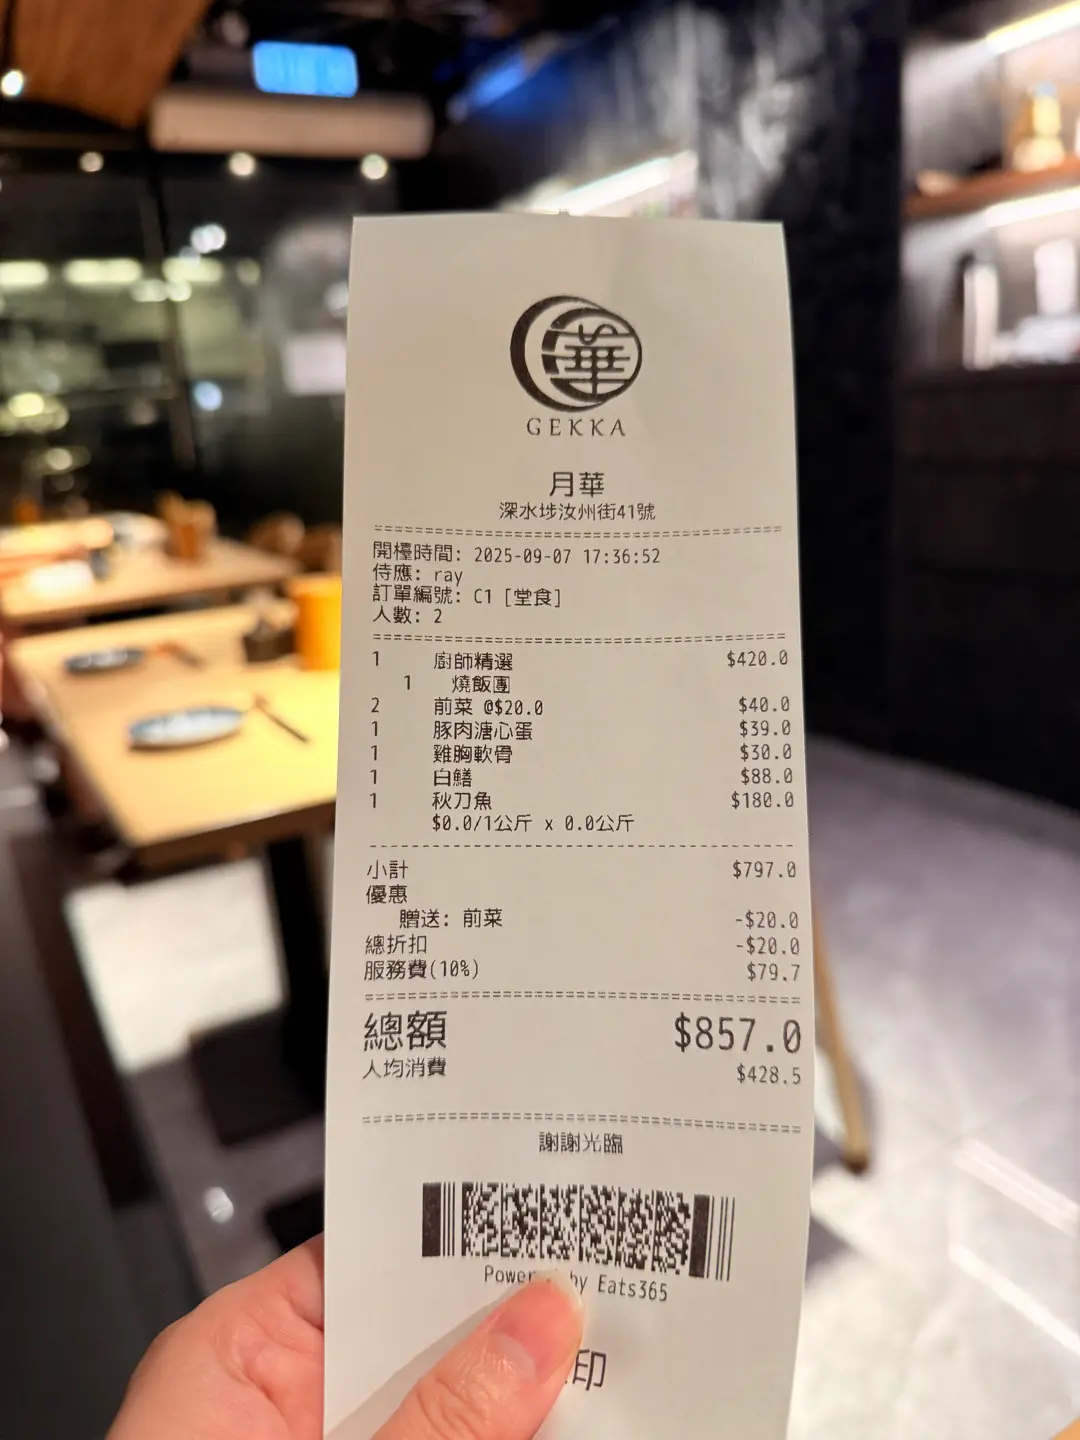 華
GEKKA
月華
深水埗汝州街41號
開檯時間: 2025-09-07 17:36:52
侍應: ray
訂單編號: C1 [堂食]
人數: 2
1 廚師精選 $420.0
1 燒飯團
2 前菜 @$20.0 $40.0
1 豚肉溏心蛋 $39.0
1 雞胸軟骨 $30.0
1 白鱔 $88.0
1 秋刀魚 $180.0
$0.0/1公斤 x 0.0公斤
小計 $797.0
優惠
贈送: 前菜 -$20.0
總折扣 -$20.0
服務費(10%) $79.7
總額 $857.0
人均消費 $428.5
謝謝光臨
by Eats365
印